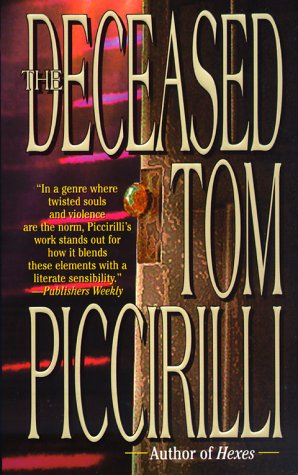 THE DECEASED
TOM
PICCIRILLI
"In a genre where
twisted souls
and violence
are the norm, Piccirilli's
work stands out for
how it blends
these elements with a
literate sensibility."
—Publishers Weekly
Author of Hexes